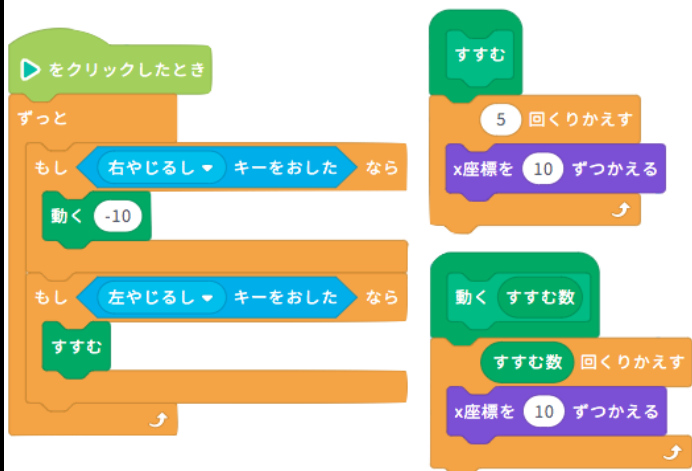 をクリックしたとき
ずっと
もし 右やじるし キーをおした なら
動く -10
もし 左やじるし キーをおした なら
すすむ
すすむ
5 回くりかえす
x座標を 10 ずつかえる
動く すすむ数
すすむ数 回くりかえす
x座標を 10 ずつかえる